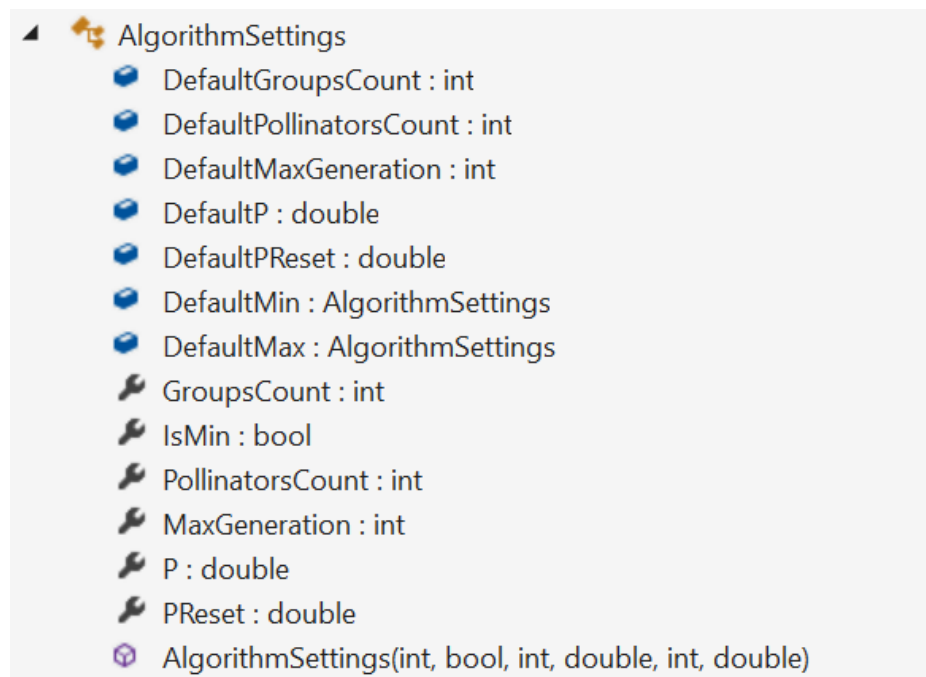 AlgorithmSettings
DefaultGroupsCount : int
DefaultPollinatorsCount : int
DefaultMaxGeneration : int
DefaultP : double
DefaultPReset : double
DefaultMin : AlgorithmSettings
DefaultMax : AlgorithmSettings
GroupsCount : int
IsMin : bool
PollinatorsCount : int
MaxGeneration : int
P : double
PReset : double
AlgorithmSettings(int, bool, int, double, int, double)